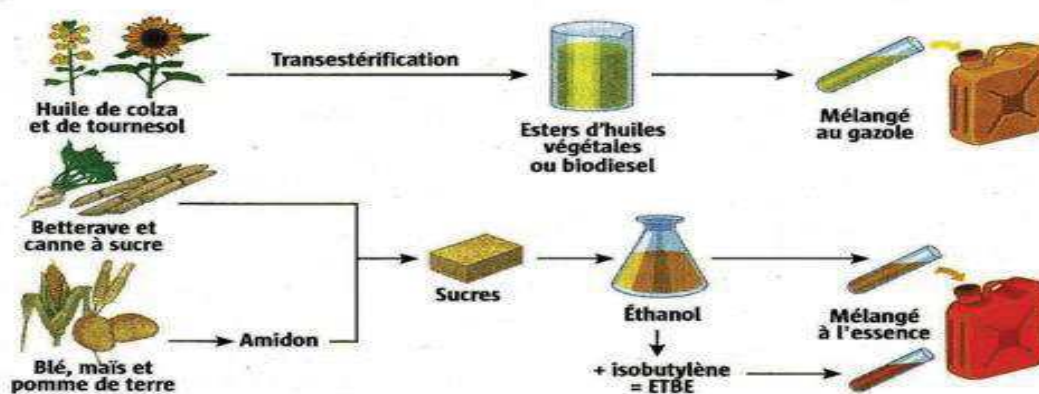 Transestérification
Huile de colza
et de tournesol
Esters d'huiles
végétales
ou biodiesel
Mélangé
au gazole
Betterave et
canne à sucre
Sucres
Éthanol
Mélangé
à l'essence
Blé, maïs et
pomme de terre
Amidon
+ isobutylène
= ETBE